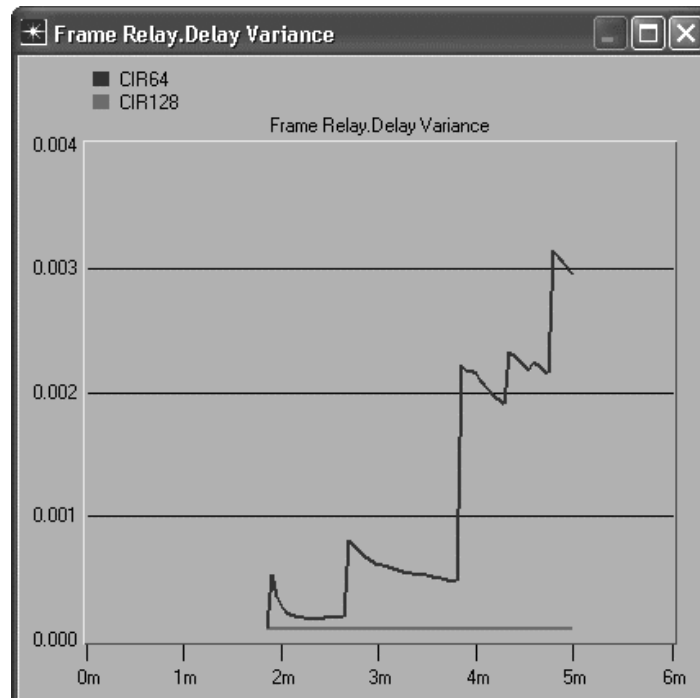 Frame Relay.Delay Variance
CIR64
CIR128
Frame Relay.Delay Variance
0.004
0.003
0.002
0.001
0.000
0m 1m 2m 3m 4m 5m 6m